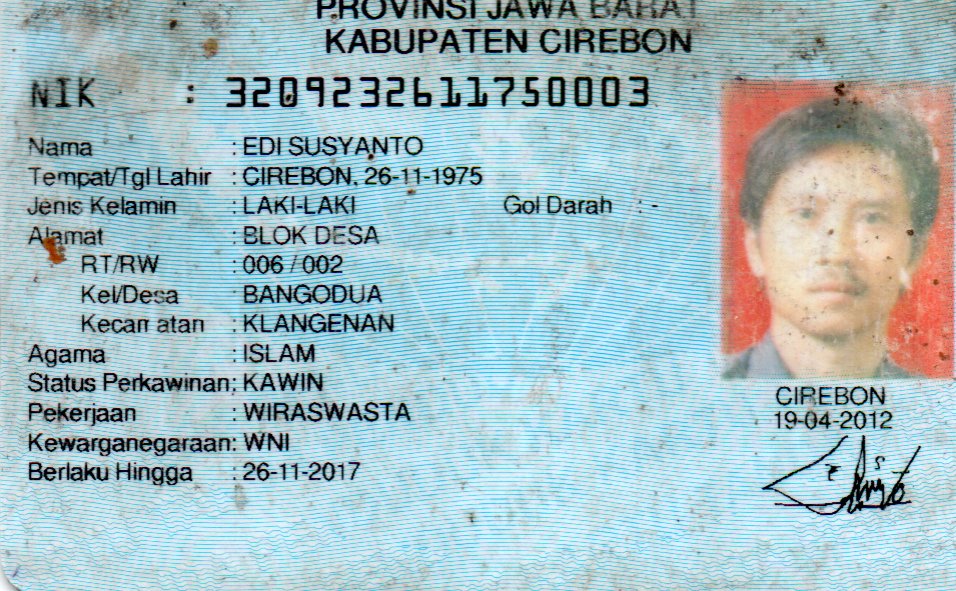 PROVINSI JAWA BARAT
KABUPATEN CIREBON
NIK : 3209232611750003
Nama : EDI SUSYANTO
Tempat/Tgl Lahir : CIREBON, 26-11-1975
Jenis Kelamin : LAKI-LAKI Gol Darah : -
Alamat : BLOK DESA
RT/RW : 006 / 002
Kel/Desa : BANGODUA
Kecamatan : KLANGENAN
Agama : ISLAM
Status Perkawinan: KAWIN
Pekerjaan : WIRASWASTA
Kewarganegaraan: WNI
Berlaku Hingga : 26-11-2017
CIREBON
19-04-2012